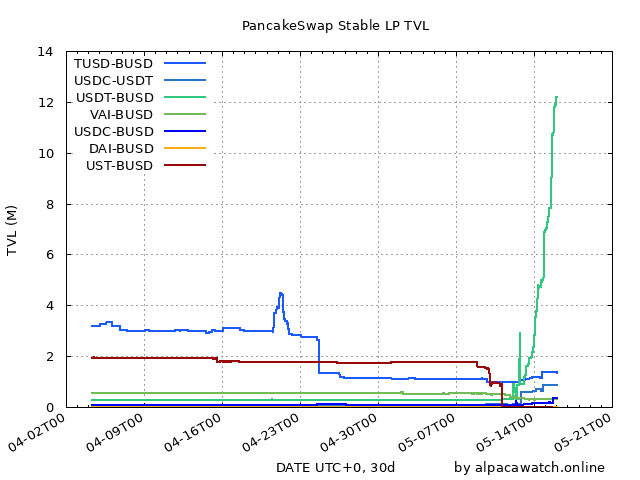 PancakeSwap Stable LP TVL
14
12
10
8
6
4
2
0
TVL (M)
TUSD-BUSD
USDC-USDT
USDT-BUSD
VAI-BUSD
USDC-BUSD
DAI-BUSD
UST-BUSD
04-02T00
04-09T00
04-16T00
04-23T00
04-30T00
05-07T00
05-14T00
05-21T00
DATE UTC+0, 30d
by alpacawatch.online